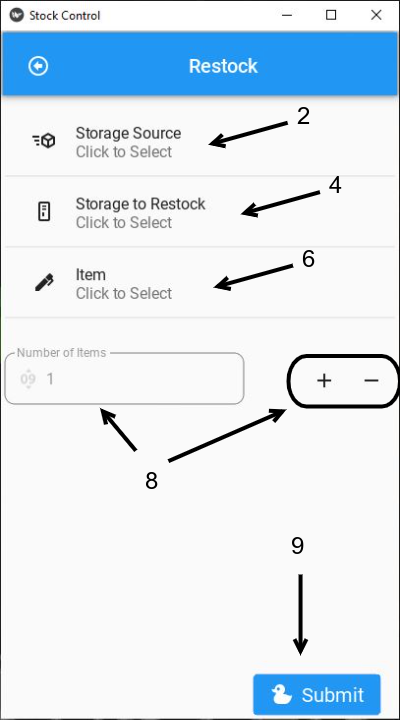 Stock Control
Restock
2
Storage Source
Click to Select
4
Storage to Restock
Click to Select
6
Item
Click to Select
Number of Items
09 1
+ −
8
9
Submit